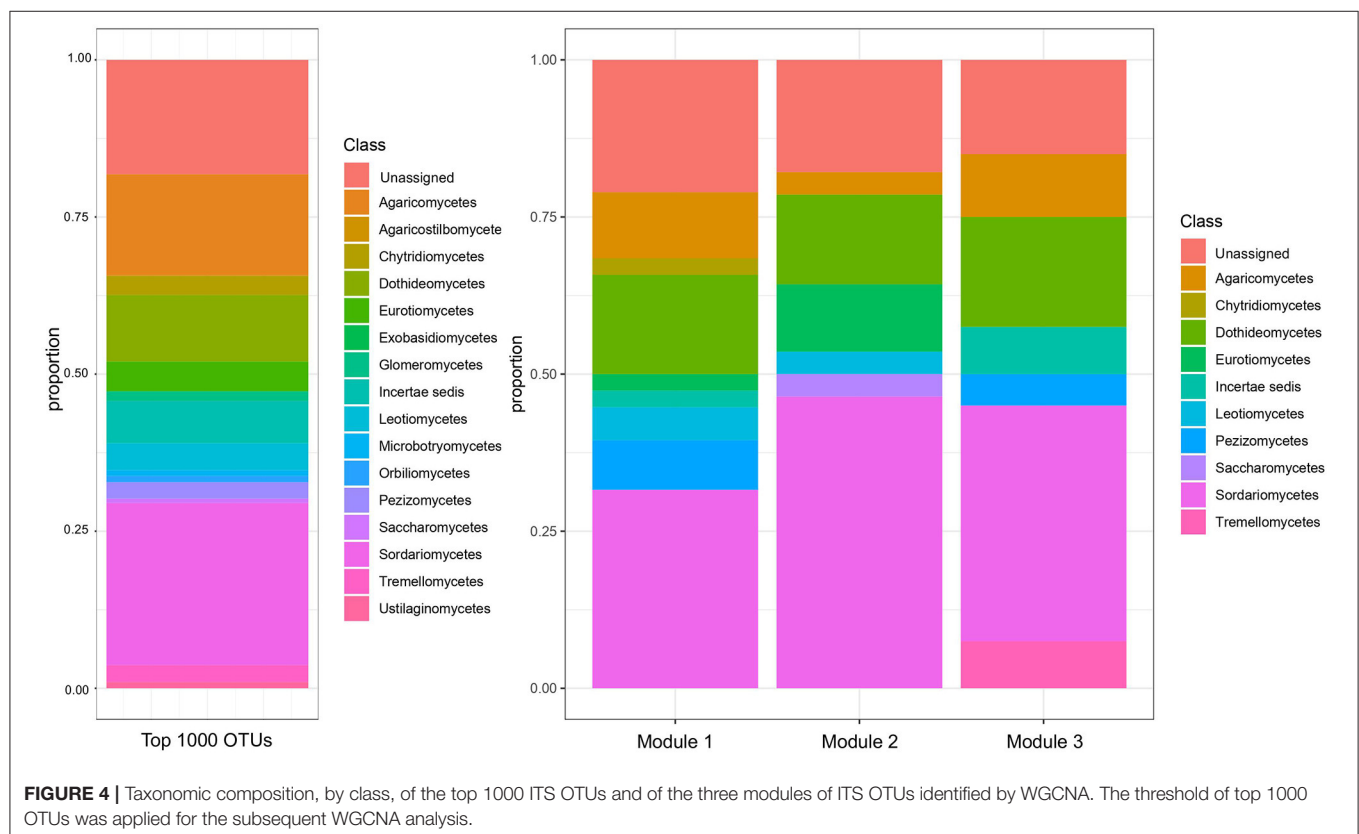 1.00
0.75
0.50
0.25
0.00
proportion
Top 1000 OTUs
Class
Unassigned
Agaricomycetes
Agaricostilbomycete
Chytridiomycetes
Dothideomycetes
Eurotiomycetes
Exobasidiomycetes
Glomeromycetes
Incertae sedis
Leotiomycetes
Microbotryomycetes
Orbiliomycetes
Pezizomycetes
Saccharomycetes
Sordariomycetes
Tremellomycetes
Ustilaginomycetes
1.00
0.75
0.50
0.25
0.00
proportion
Module 1
Module 2
Module 3
Class
Unassigned
Agaricomycetes
Chytridiomycetes
Dothideomycetes
Eurotiomycetes
Incertae sedis
Leotiomycetes
Pezizomycetes
Saccharomycetes
Sordariomycetes
Tremellomycetes
FIGURE 4 | Taxonomic composition, by class, of the top 1000 ITS OTUs and of the three modules of ITS OTUs identified by WGCNA. The threshold of top 1000
OTUs was applied for the subsequent WGCNA analysis.